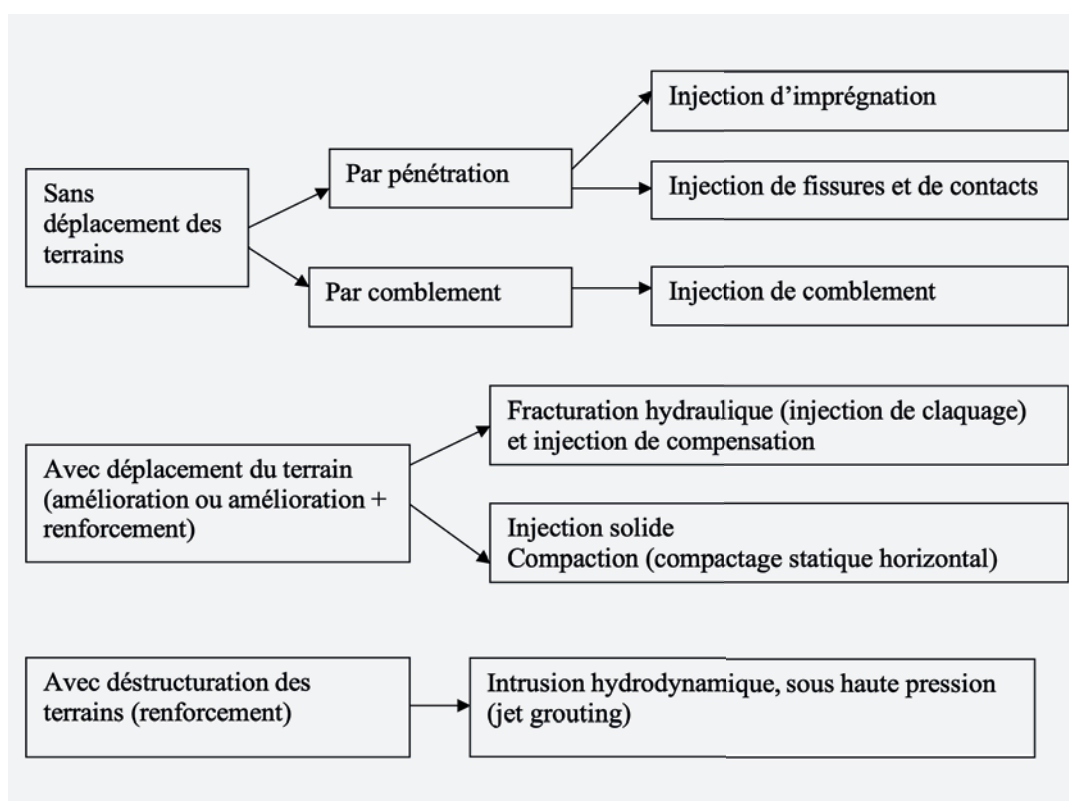 Injection d’imprégnation
Par pénétration
Sans
déplacement des
terrains
Injection de fissures et de contacts
Par comblement
Injection de comblement
Fracturation hydraulique (injection de claquage)
et injection de compensation
Avec déplacement du terrain
(amélioration ou amélioration +
renforcement)
Injection solide
Compaction (compactage statique horizontal)
Avec déstructuration des
terrains (renforcement)
Intrusion hydrodynamique, sous haute pression
(jet grouting)